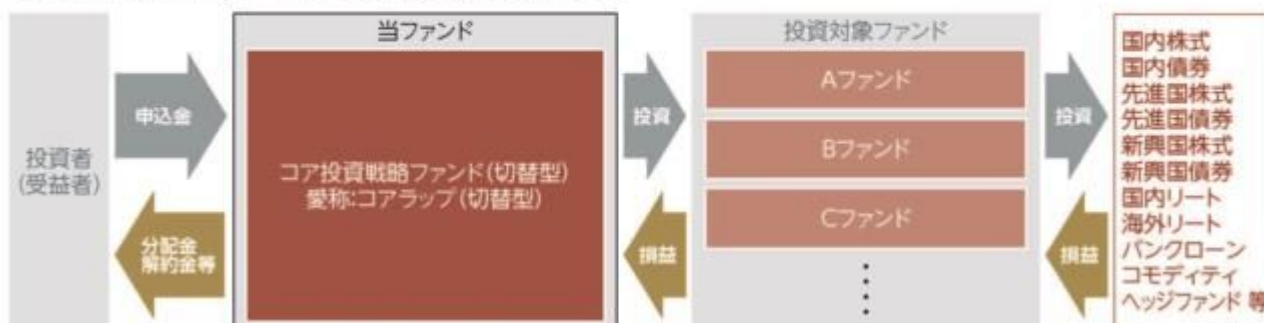 投資者
(受益者)
申込金
分配金
解約金等
当ファンド
コア投資戦略ファンド(切替型)
愛称:コアラップ(切替型)
投資
損益
投資対象ファンド
Aファンド
Bファンド
Cファンド
投資
損益
国内株式
国内債券
先進国株式
先進国債券
新興国株式
新興国債券
国内リート
海外リート
バンクローン
コモディティ
ヘッジファンド 等